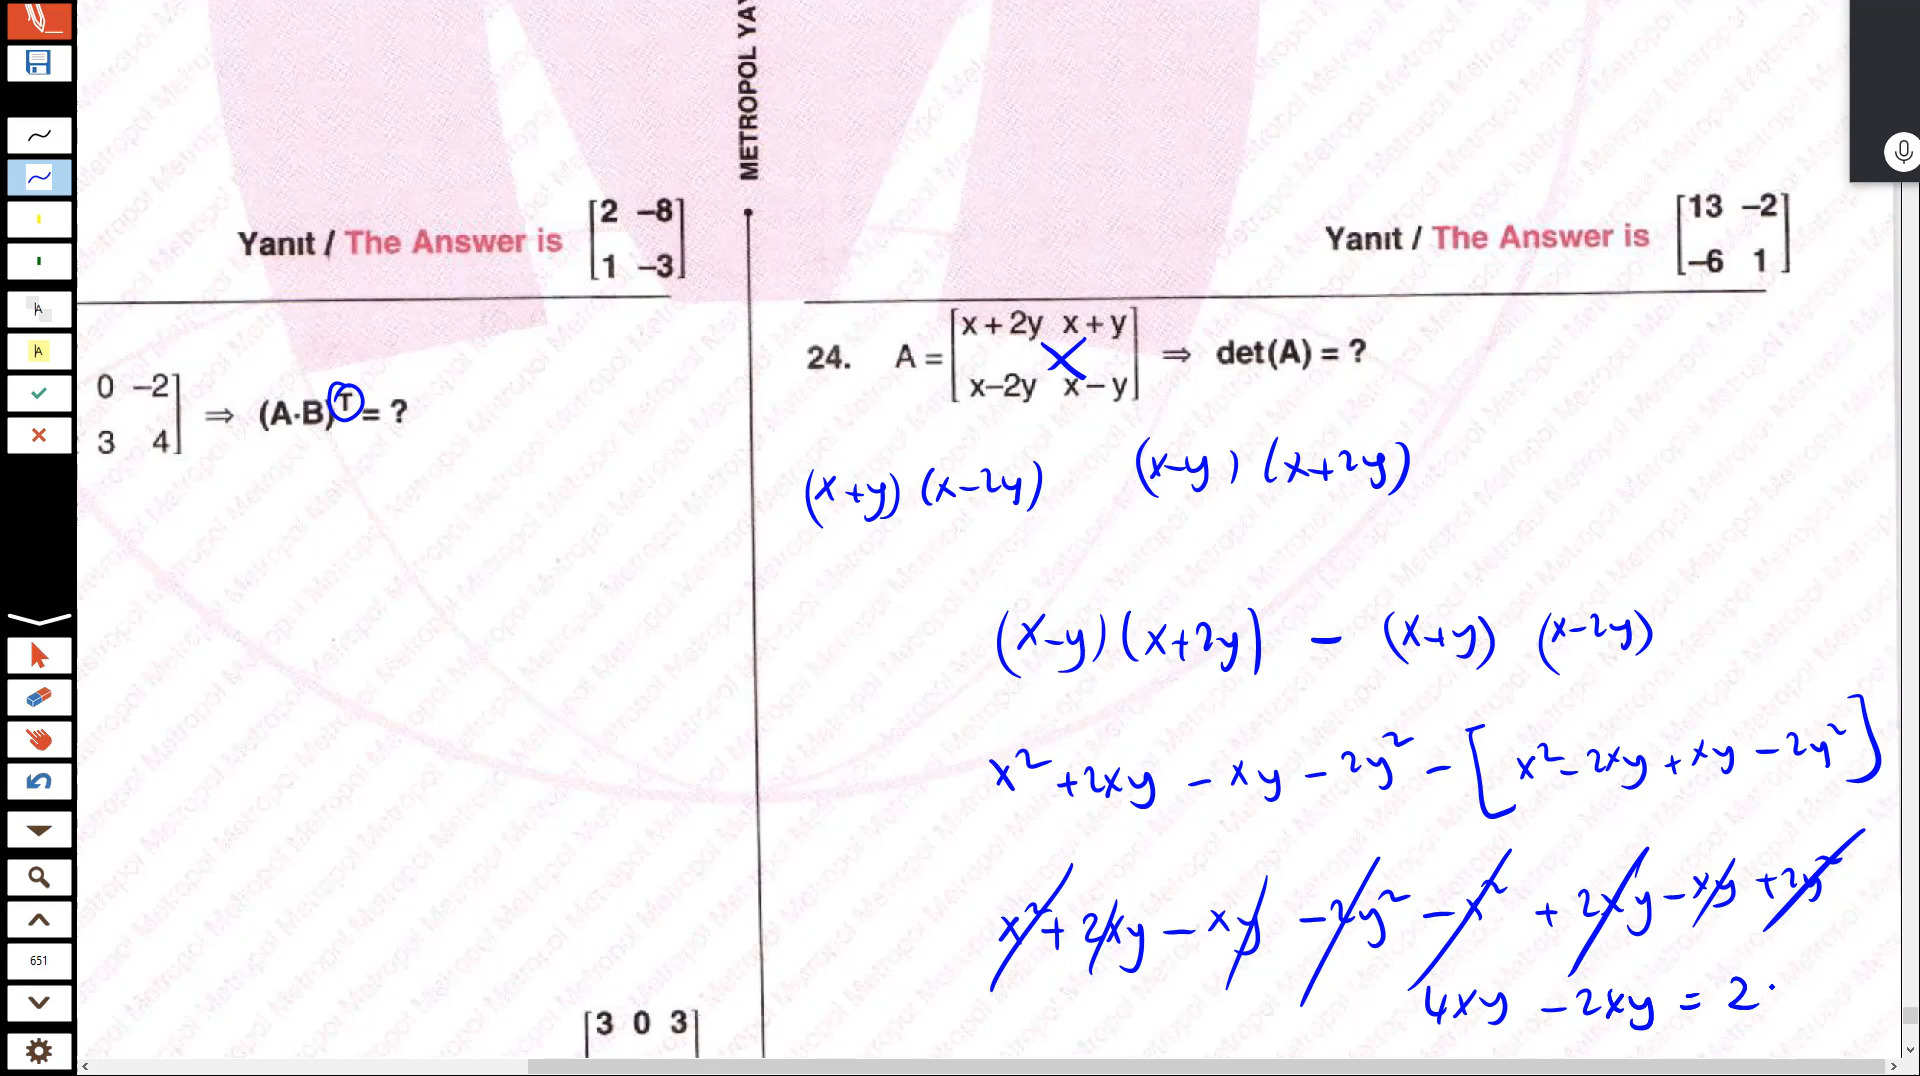 METROPOL YA
Yanıt / The Answer is [2 –8
1 –3]
0 –2
3 4] ⇒ (A·B)ᵀ = ?
[3 0 3]
Yanıt / The Answer is [13 –2
–6 1]
24. A = [x + 2y x + y
x–2y x – y] ⇒ det(A) = ?
(x+y) (x-2y) (x-y) (x+2y)
(x-y)(x+2y) - (x+y) (x-2y)
x² +2xy - xy - 2y² - [x²- 2xy + xy - 2y²]
x² + 2xy - xy - 2y² - x² + 2xy - xy + 2y²
4xy - 2xy = 2
A
A
651